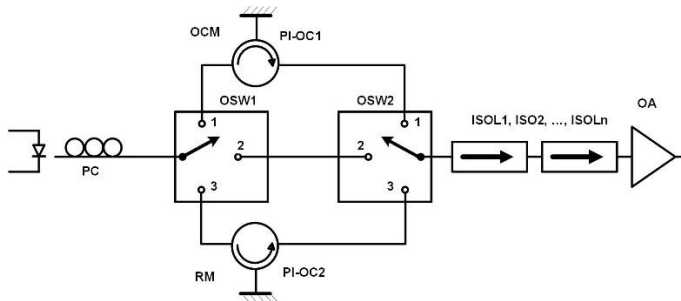 OCM PI-OC1
OSW1 OSW2
OA
ISOL1, ISO2, ..., ISOLn
1 1
2 2
PC
3 3
RM PI-OC2